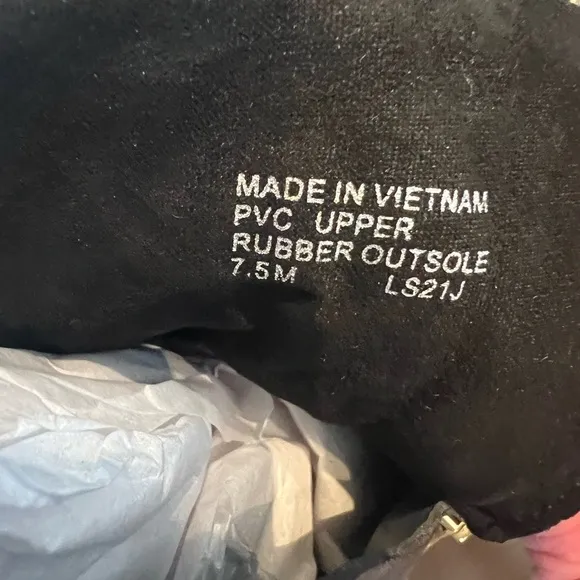 MADE IN VIETNAM
PVC UPPER
RUBBER OUTSOLE
7.5M LS21J